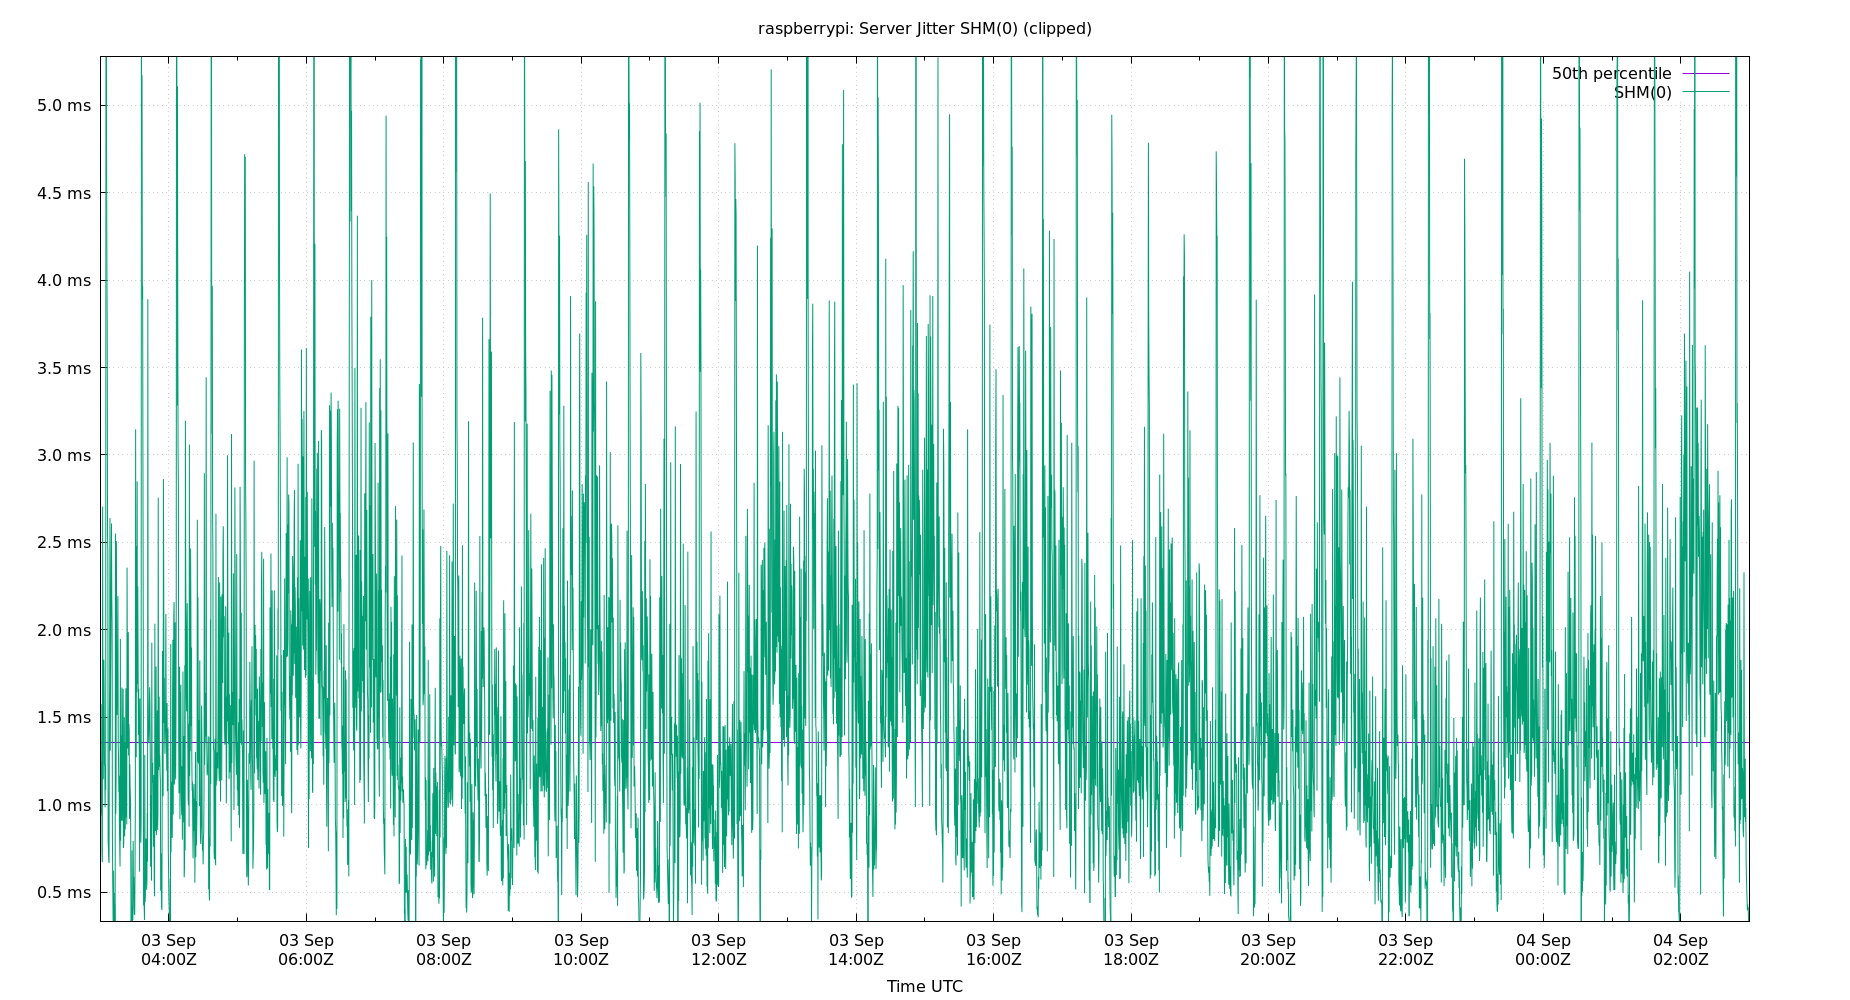 raspberrypi: Server Jitter SHM(0) (clipped)
50th percentile
SHM(0)
5.0 ms
4.5 ms
4.0 ms
3.5 ms
3.0 ms
2.5 ms
2.0 ms
1.5 ms
1.0 ms
0.5 ms
03 Sep 03 Sep 03 Sep 03 Sep 03 Sep 03 Sep 03 Sep 03 Sep 03 Sep 03 Sep 04 Sep 04 Sep
04:00Z 06:00Z 08:00Z 10:00Z 12:00Z 14:00Z 16:00Z 18:00Z 20:00Z 22:00Z 00:00Z 02:00Z
Time UTC